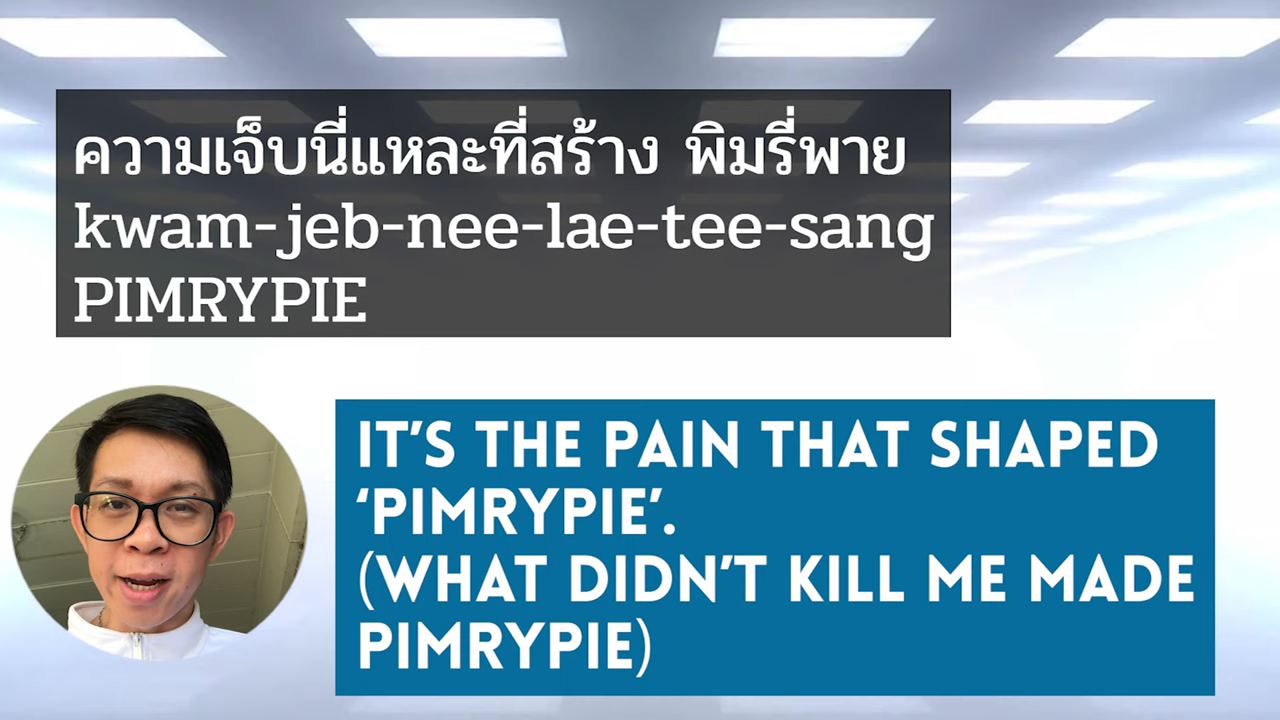 ความเจ็บนี่แหละที่สร้าง พิมรี่พาย
kwam-jeb-nee-lae-tee-sang
PIMRYPIE
IT'S THE PAIN THAT SHAPED
'PIMRYPIE'.
(WHAT DIDN'T KILL ME MADE
PIMRYPIE)